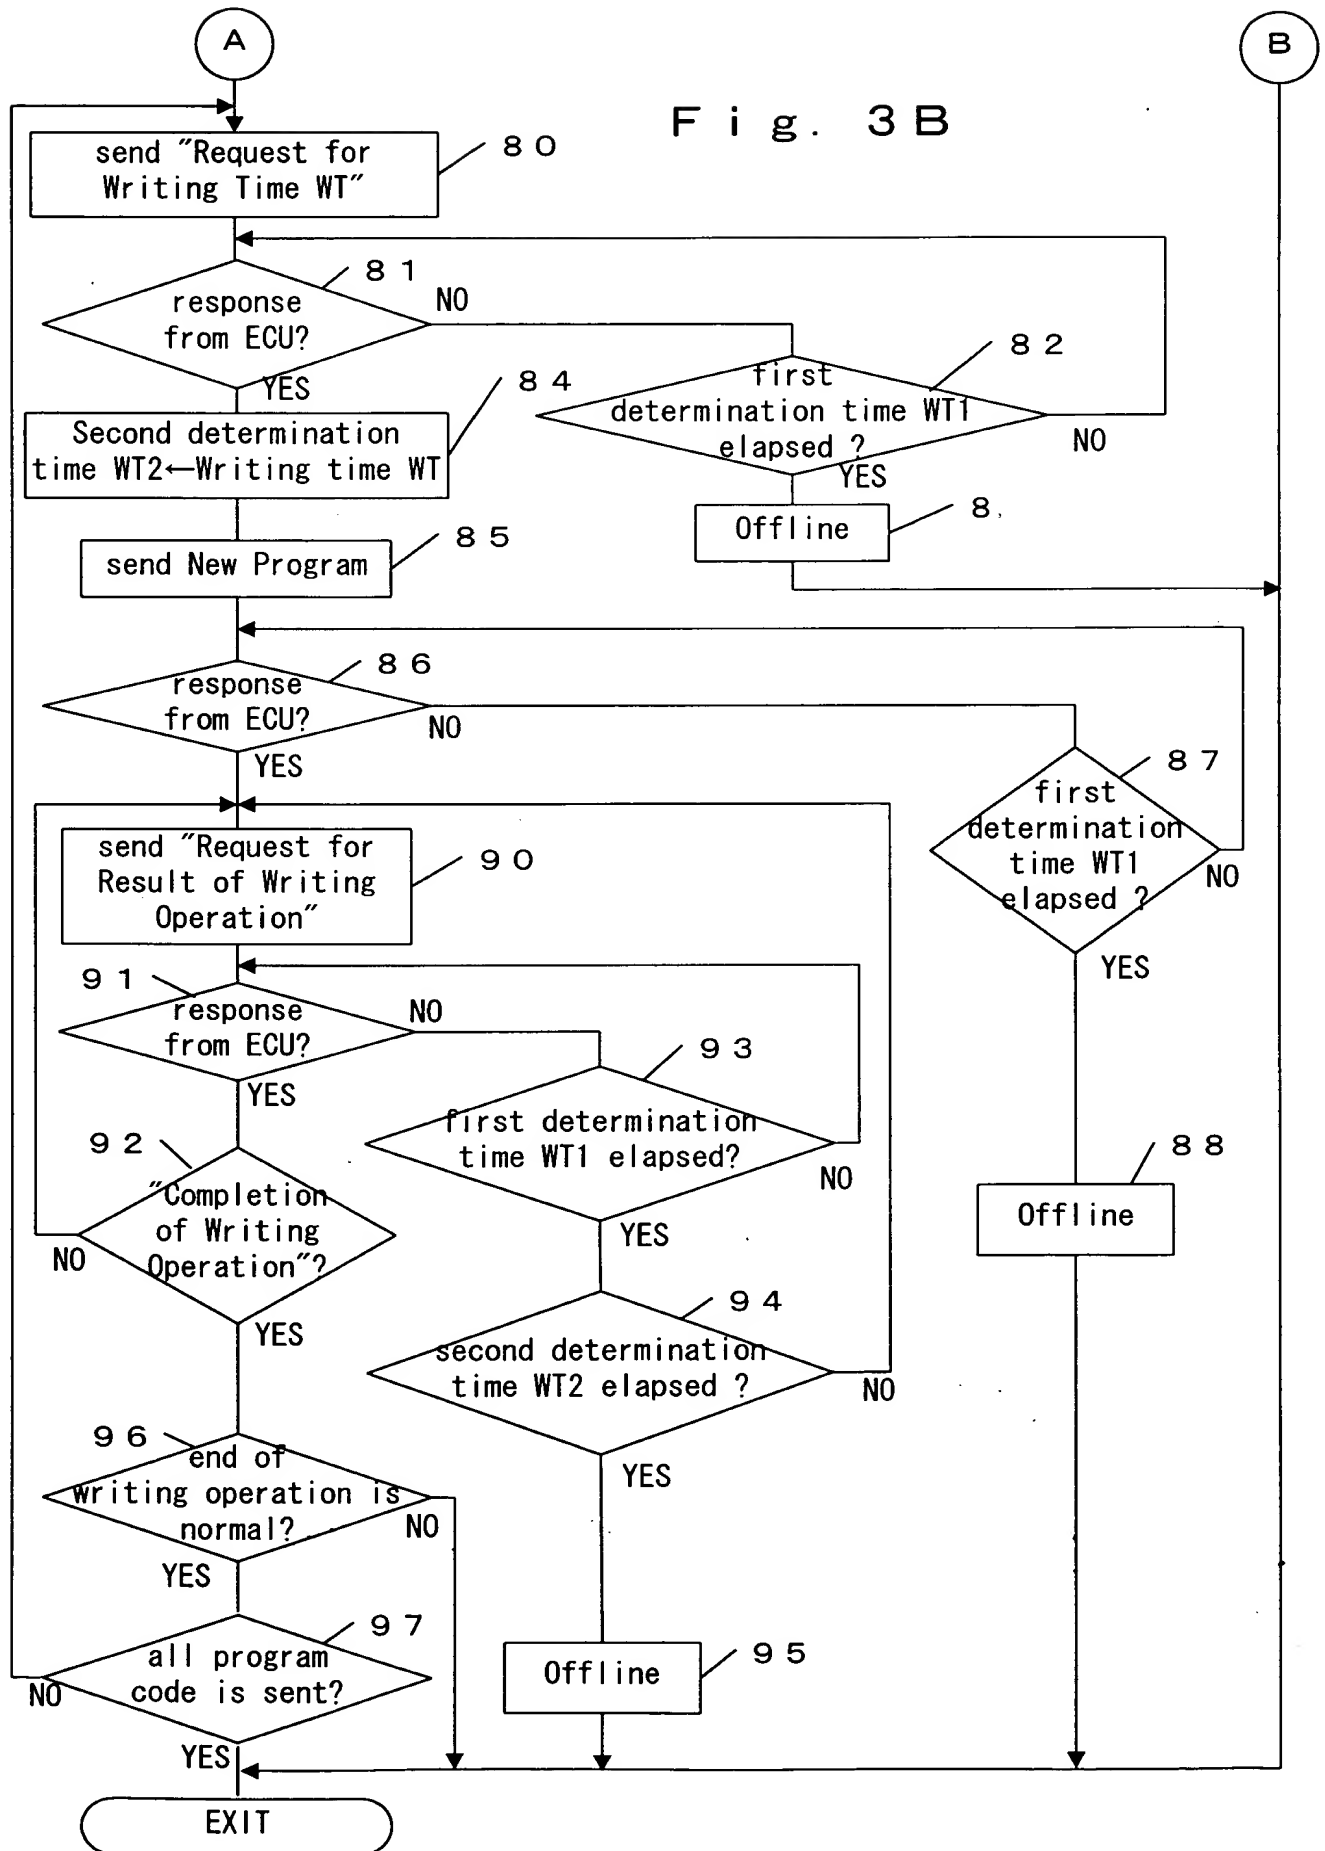 A
B
Fig. 3B
send "Request for
Writing Time WT"
80
81
response
from ECU?
NO
YES
82
first
determination time WT1
elapsed ?
NO
YES
84
Second determination
time WT2←Writing time WT
Offline
8
85
send New Program
86
response
from ECU?
NO
YES
87
first
determination
time WT1
elapsed ?
NO
YES
send "Request for
Result of Writing
Operation"
90
91
response
from ECU?
NO
YES
93
first determination
time WT1 elapsed?
NO
YES
92
"Completion
of Writing
Operation"?
NO
YES
88
Offline
94
second determination
time WT2 elapsed ?
NO
YES
96
end of
writing operation is
normal?
NO
YES
97
all program
code is sent?
NO
YES
Offline
95
EXIT